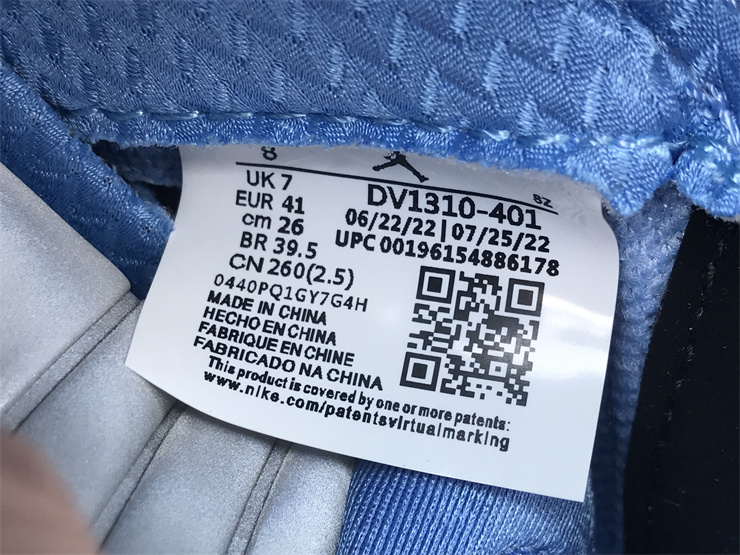 8
UK 7
EUR 41
cm 26
BR 39.5
CN 260(2.5)
0440PQ1GY7G4H
MADE IN CHINA
HECHO EN CHINA
FABRIQUE EN CHINE
FABRICADO NA CHINA
82
DV1310-401
06/22/22|07/25/22
UPC 00196154886178
This product is covered by one or more patents:
www.nike.com/patentsvirtualmarking